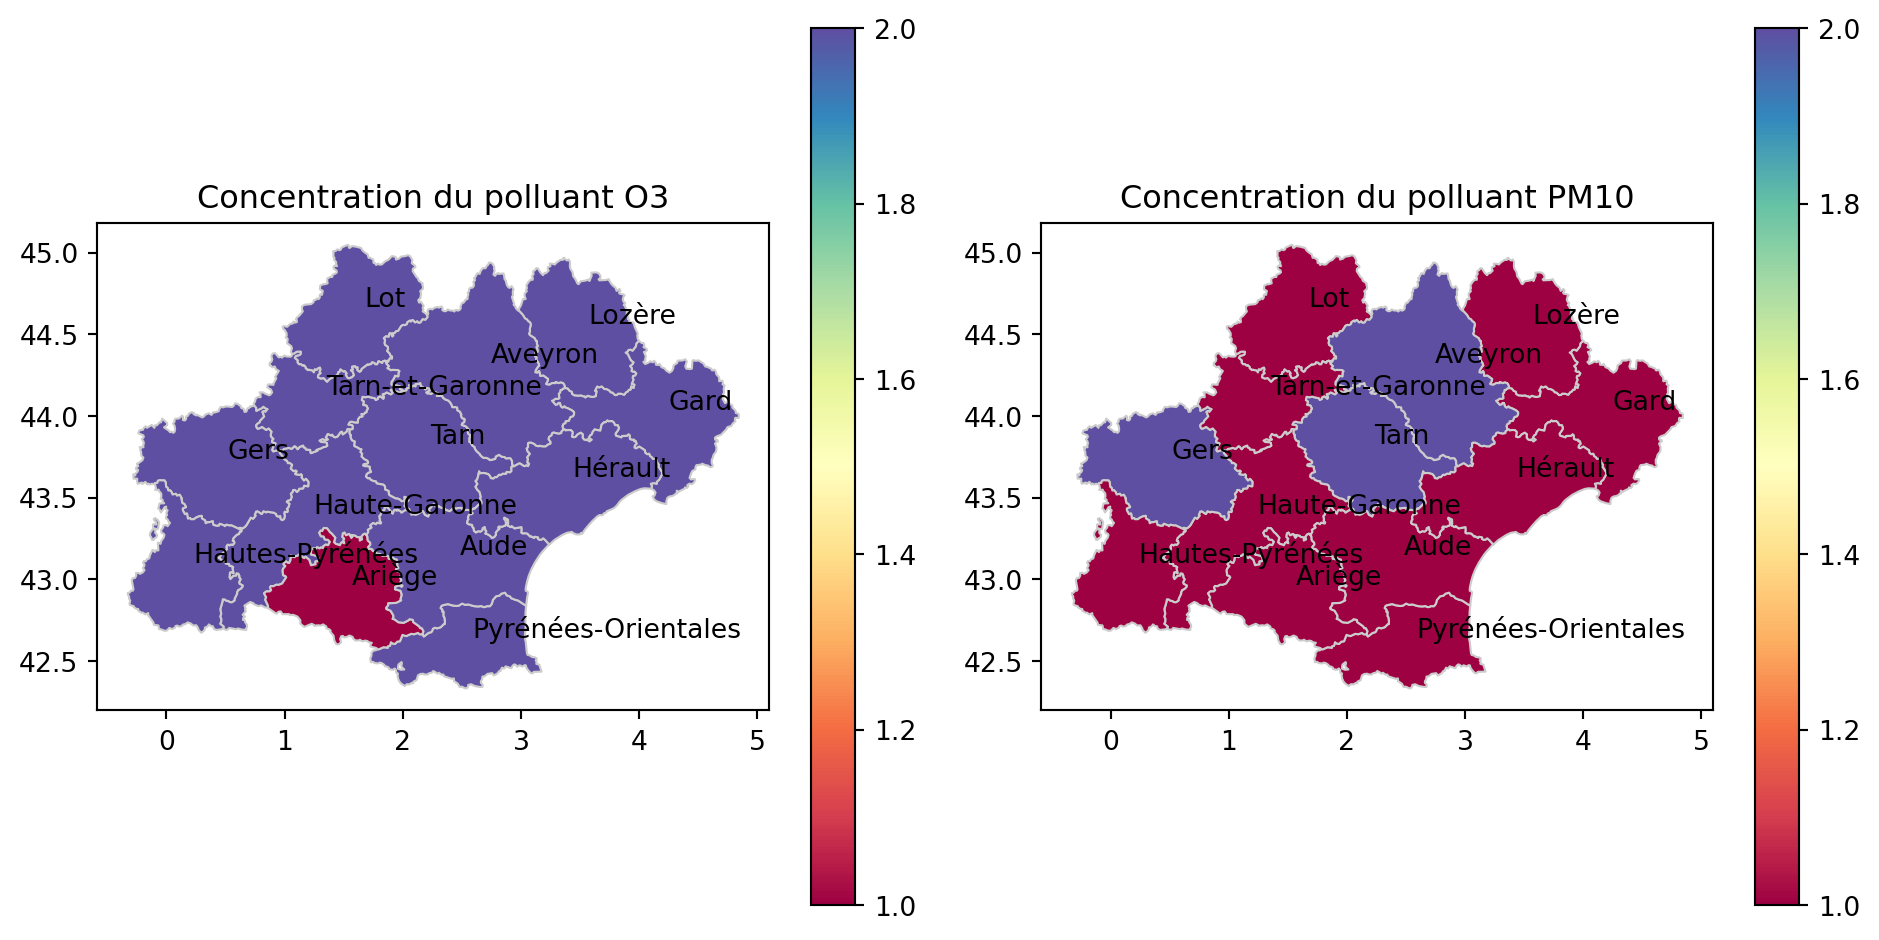 Concentration du polluant O3
45.0
44.5
44.0
43.5
43.0
42.5
0 1 2 3 4 5
Lot
Lozère
Aveyron
Tarn-et-Garonne
Gard
Tarn
Gers
Hérault
Haute-Garonne
Aude
Hautes-Pyrénées
Ariège
Pyrénées-Orientales
2.0
1.8
1.6
1.4
1.2
1.0
Concentration du polluant PM10
45.0
44.5
44.0
43.5
43.0
42.5
0 1 2 3 4 5
Lot
Lozère
Aveyron
Tarn-et-Garonne
Gard
Tarn
Gers
Hérault
Haute-Garonne
Aude
Hautes-Pyrénées
Ariège
Pyrénées-Orientales
2.0
1.8
1.6
1.4
1.2
1.0